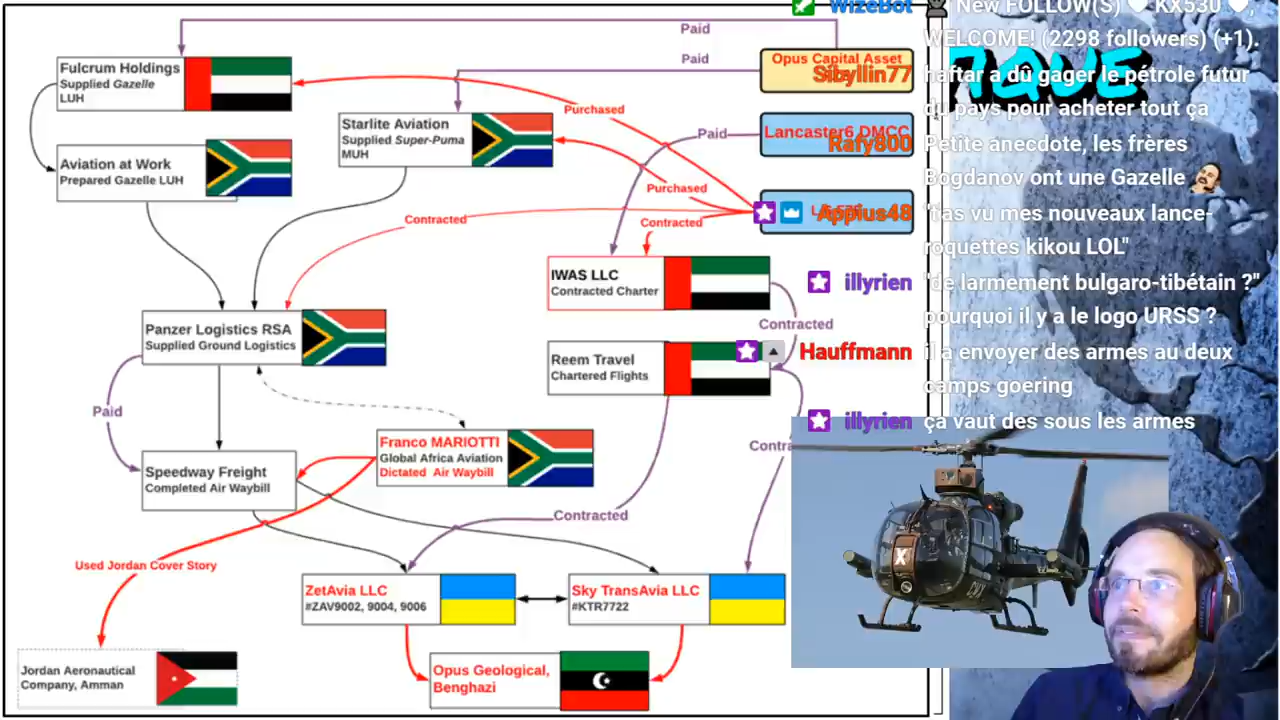 Paid
Paid
Fulcrum Holdings
Supplied Gazelle
LUH
Opus Capital Asset
Sibyllin77
Purchased
Starlite Aviation
Supplied Super-Puma
MUH
Paid
Lancaster6 DMCC
Rafy800
Aviation at Work
Prepared Gazelle LUH
Purchased
Appius48
Contracted
Contracted
IWAS LLC
Contracted Charter
Contracted
Panzer Logistics RSA
Supplied Ground Logistics
Reem Travel
Chartered Flights
Paid
Franco MARIOTTI
Global Africa Aviation
Dictated Air Waybill
Speedway Freight
Completed Air Waybill
Contracted
Used Jordan Cover Story
ZetAvia LLC
#ZAV9002, 9004, 9006
Sky TransAvia LLC
#KTR7722
Jordan Aeronautical
Company, Amman
Opus Geological,
Benghazi
WizeBot
New FOLLOW(S) KX530 ,
WELCOME! (2298 followers) (+1).
haftar a dû gager le pétrole futur
du pays pour acheter tout ça
Petite anecdote, les frères
Bogdanov ont une Gazelle
"t'as vu mes nouveaux lance-
roquettes kikou LOL"
illyrien
"de larmement bulgaro-tibétain ?"
pourquoi il y a le logo URSS ?
Hauffmann
il a envoyer des armes au deux
camps goering
illyrien
ça vaut des sous les armes